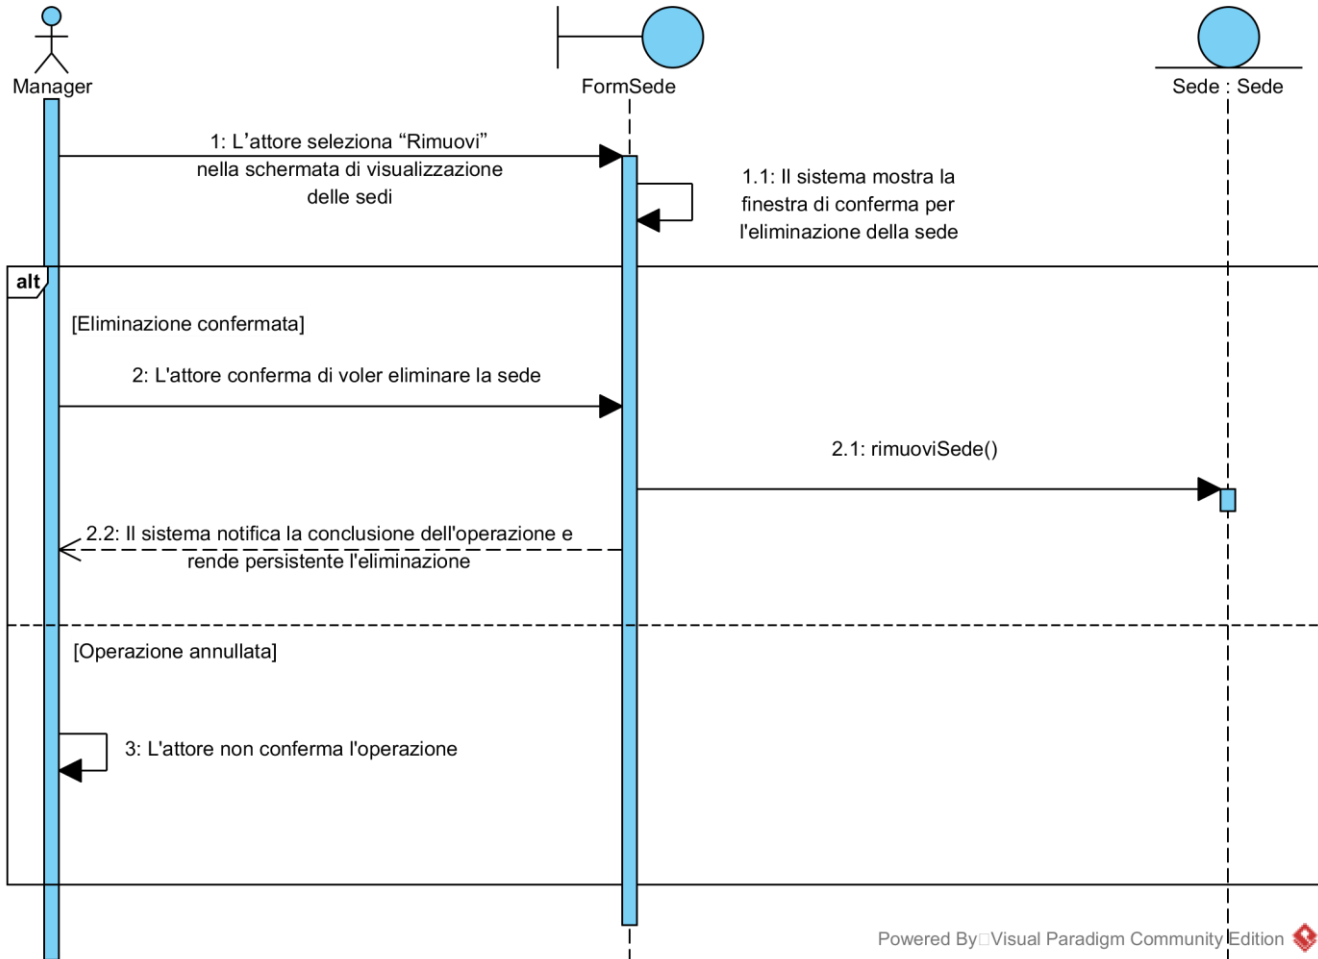 Manager
FormSede
Sede : Sede
1: L'attore seleziona “Rimuovi”
nella schermata di visualizzazione
delle sedi
1.1: Il sistema mostra la
finestra di conferma per
l'eliminazione della sede
alt
[Eliminazione confermata]
2: L'attore conferma di voler eliminare la sede
2.1: rimuoviSede()
2.2: Il sistema notifica la conclusione dell'operazione e
rende persistente l'eliminazione
[Operazione annullata]
3: L'attore non conferma l'operazione
Powered By Visual Paradigm Community Edition